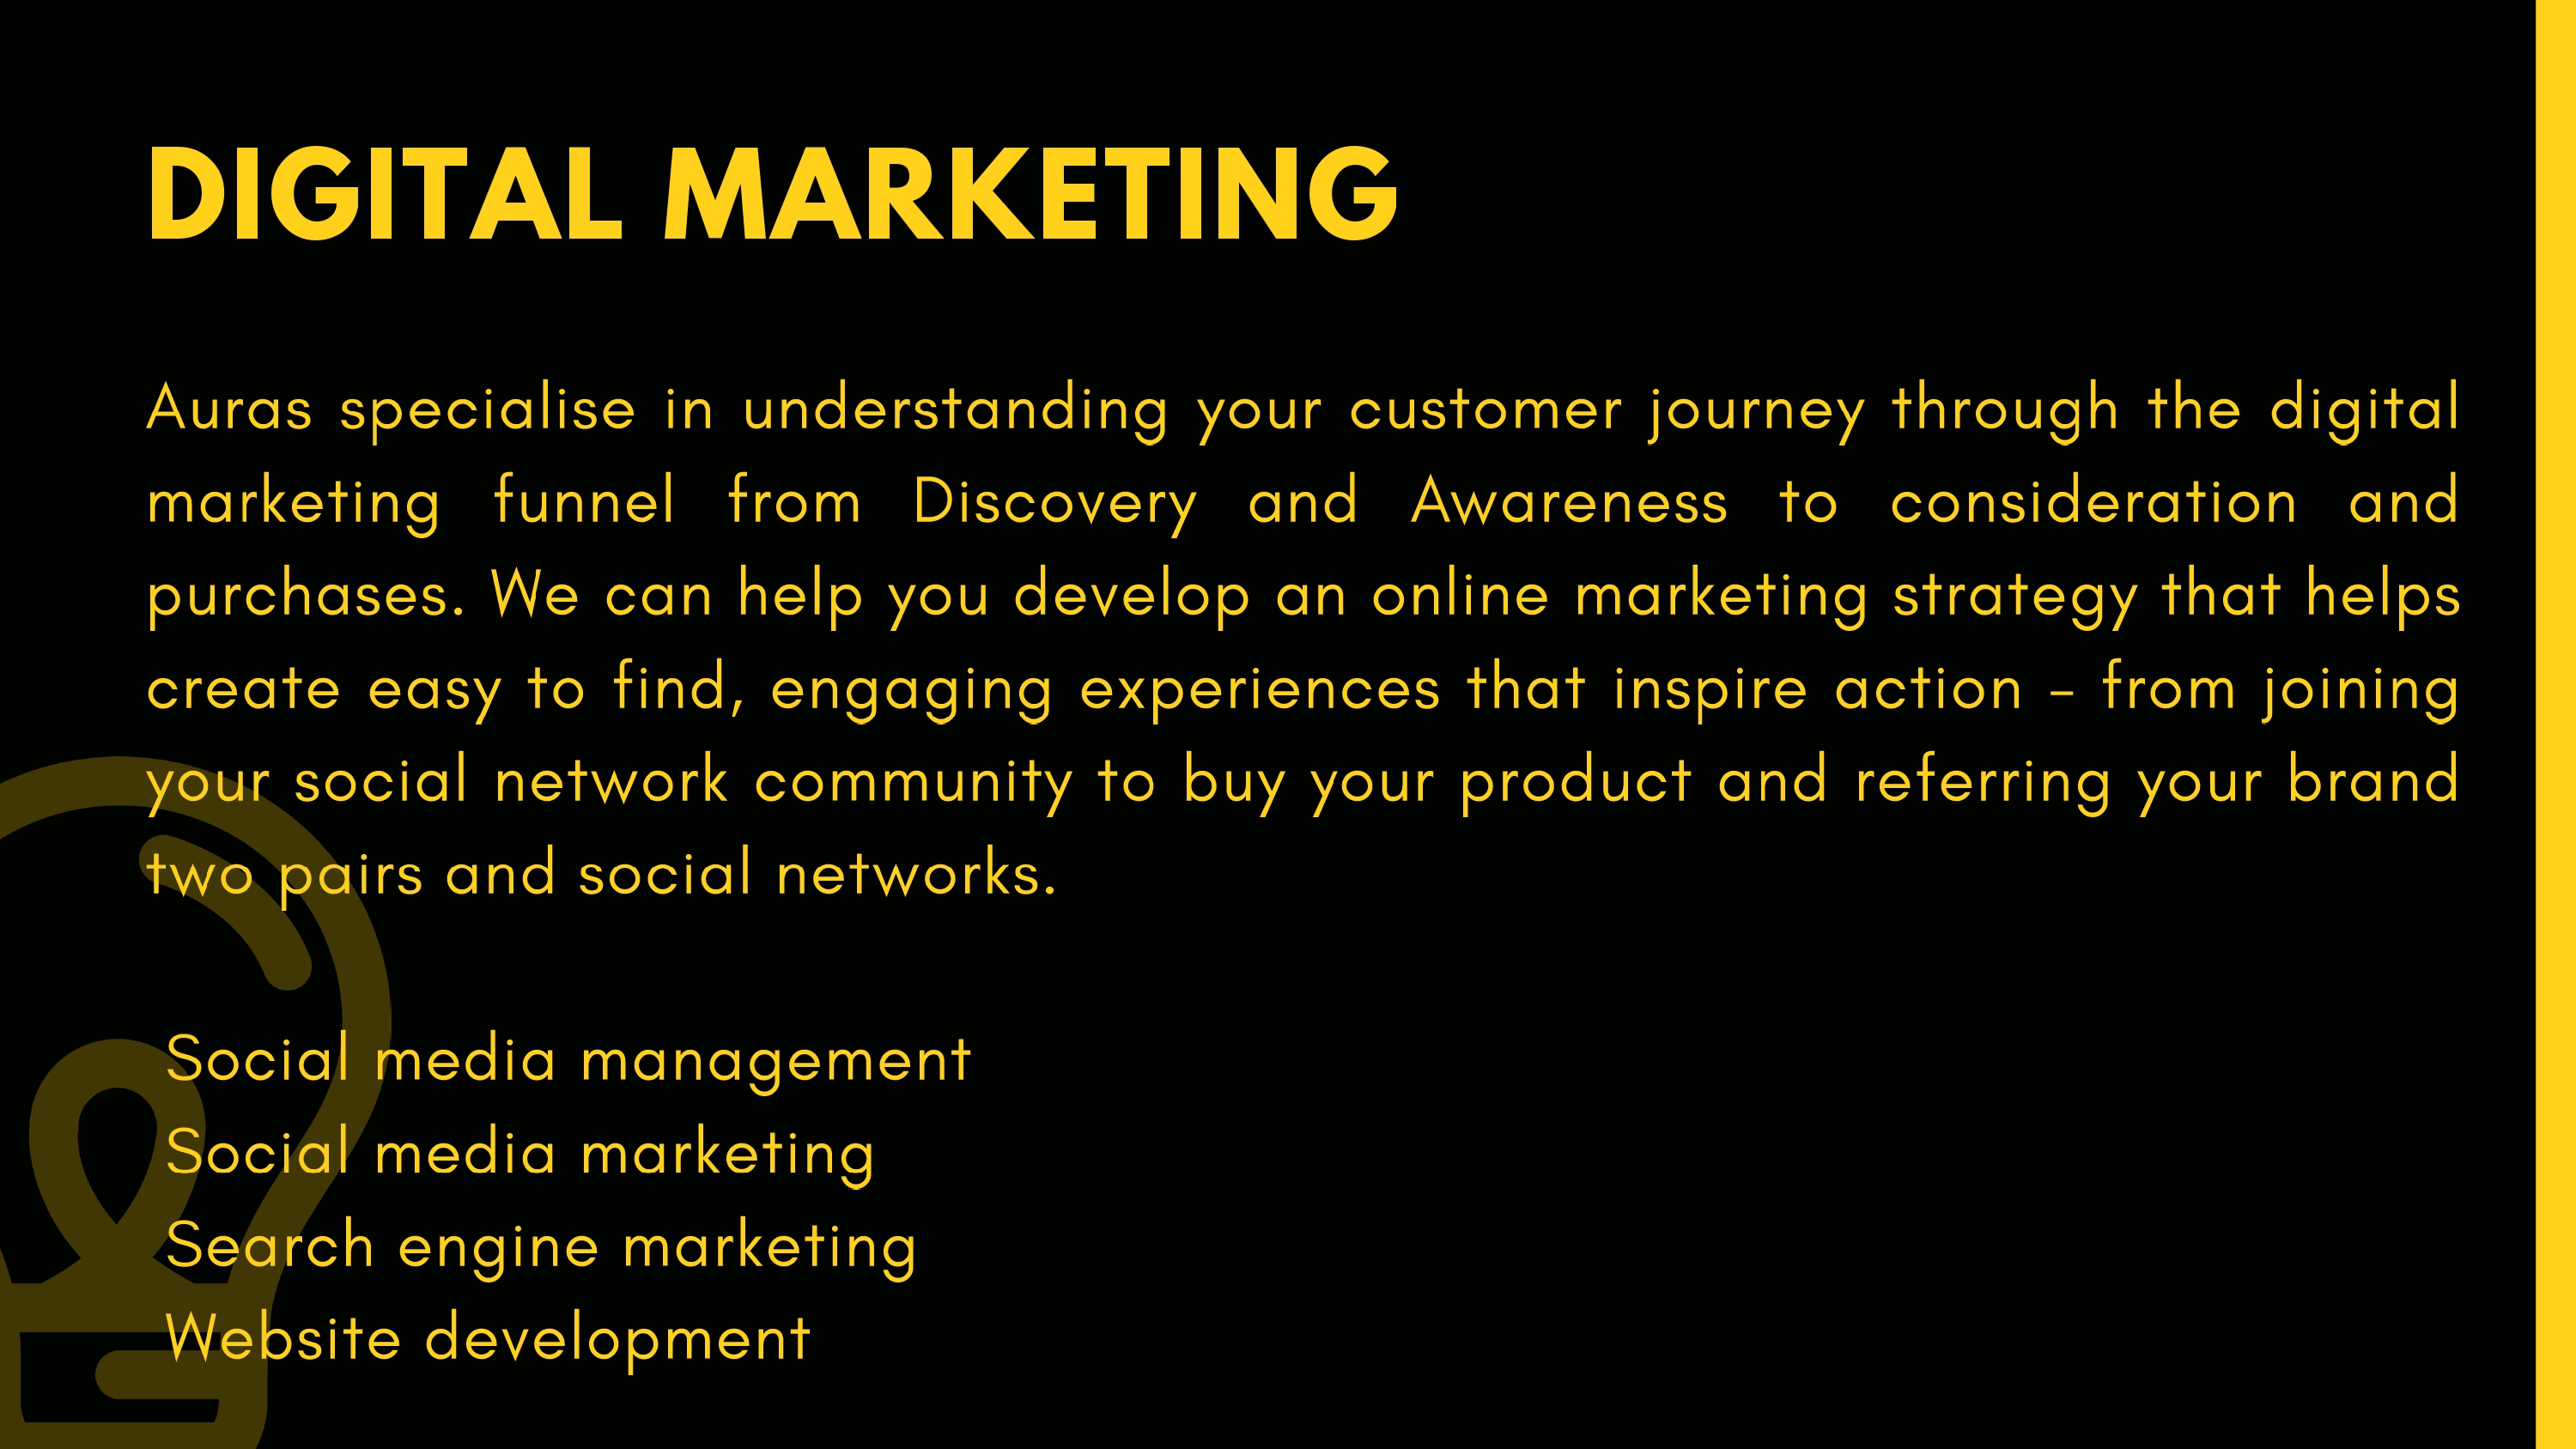 DIGITAL MARKETING
Auras specialise in understanding your customer journey through the digital
marketing funnel from Discovery and Awareness to consideration and
purchases. We can help you develop an online marketing strategy that helps
create easy to find, engaging experiences that inspire action – from joining
your social network community to buy your product and referring your brand
two pairs and social networks.
Social media management
Social media marketing
Search engine marketing
Website development